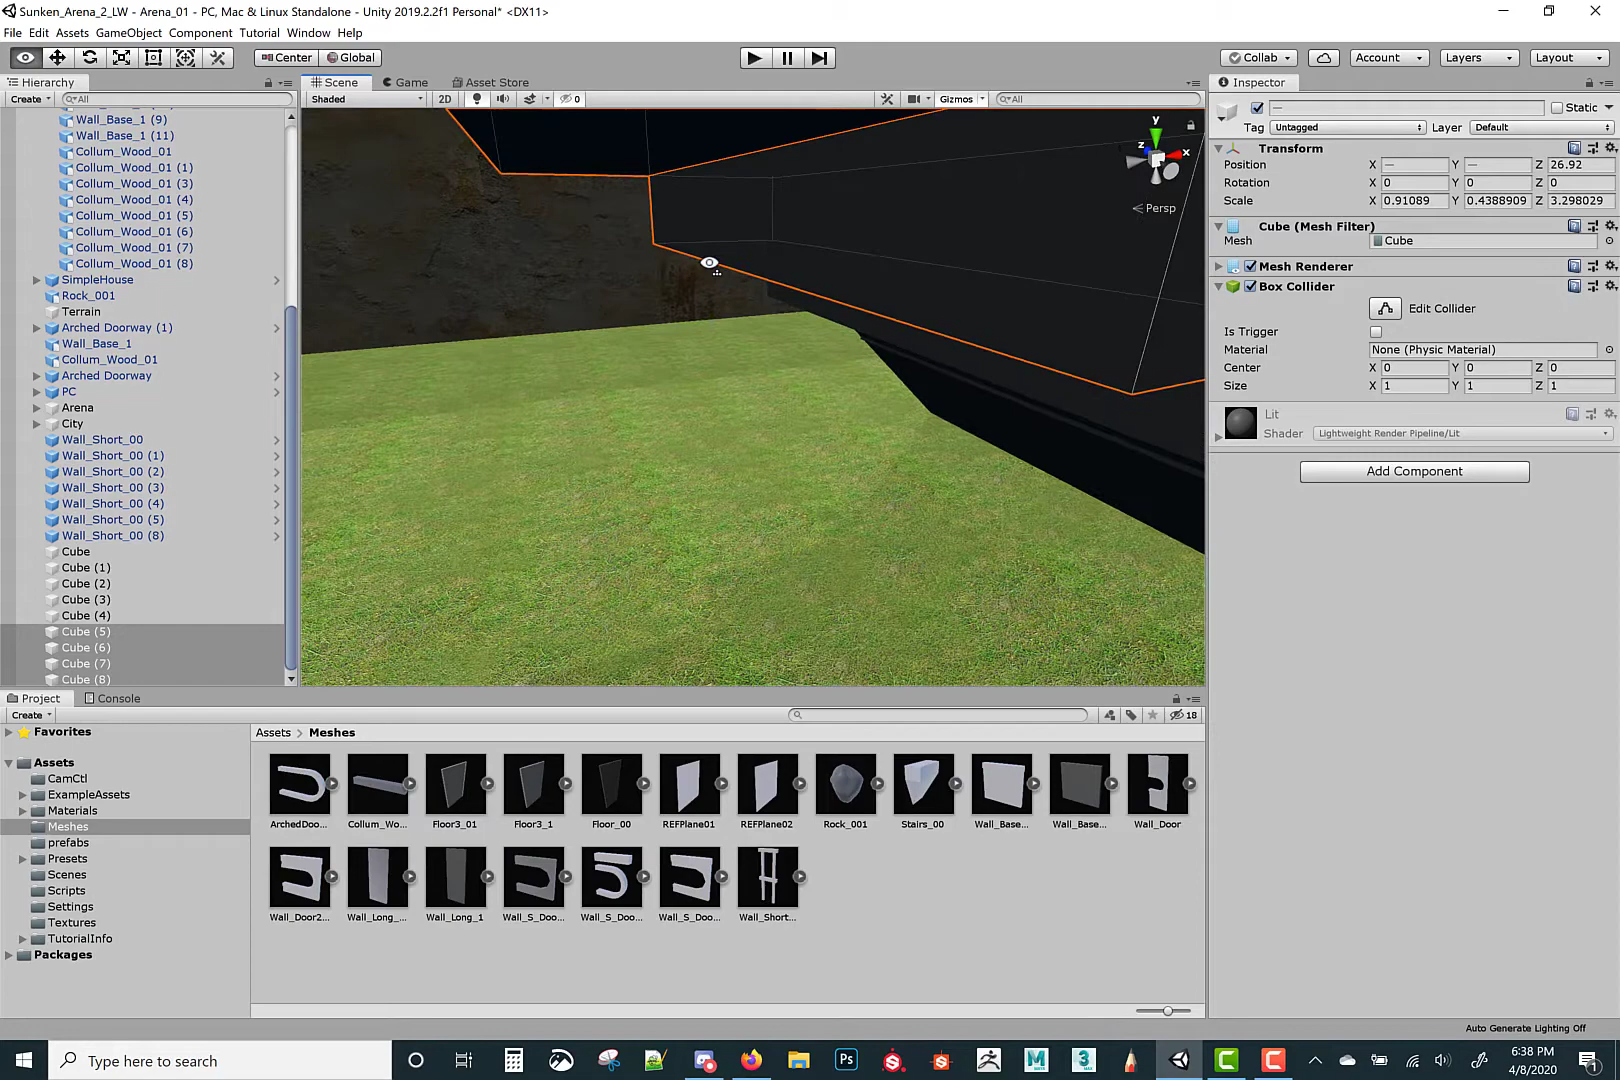 Sunken_Arena_2_LW - Arena_01 - PC, Mac & Linux Standalone - Unity 2019.2.2f1 Personal* <DX11>
File Edit Assets GameObject Component Tutorial Window Help
Center Global Collab Account Layers Layout
Hierarchy
Create All
Wall_Base_1 (9)
Wall_Base_1 (11)
Collum_Wood_01
Collum_Wood_01 (1)
Collum_Wood_01 (3)
Collum_Wood_01 (4)
Collum_Wood_01 (5)
Collum_Wood_01 (6)
Collum_Wood_01 (7)
Collum_Wood_01 (8)
SimpleHouse
Rock_001
Terrain
Arched Doorway (1)
Wall_Base_1
Collum_Wood_01
Arched Doorway
PC
Arena
City
Wall_Short_00
Wall_Short_00 (1)
Wall_Short_00 (2)
Wall_Short_00 (3)
Wall_Short_00 (4)
Wall_Short_00 (5)
Wall_Short_00 (8)
Cube
Cube (1)
Cube (2)
Cube (3)
Cube (4)
Cube (5)
Cube (6)
Cube (7)
Cube (8)
Scene Game Asset Store
Shaded 2D 0 Gizmos All
y
z x
Persp
Inspector
— Static
Tag Untagged Layer Default
Transform
Position X — Y — Z 26.92
Rotation X 0 Y 0 Z 0
Scale X 0.91089 Y 0.4388909 Z 3.298029
Cube (Mesh Filter)
Mesh Cube
Mesh Renderer
Box Collider
Edit Collider
Is Trigger
Material None (Physic Material)
Center X 0 Y 0 Z 0
Size X 1 Y 1 Z 1
Lit
Shader Lightweight Render Pipeline/Lit
Add Component
Project Console
Create 18
Favorites
Assets
CamCtl
ExampleAssets
Materials
Meshes
prefabs
Presets
Scenes
Scripts
Settings
Textures
TutorialInfo
Packages
Assets > Meshes
ArchedDoo... Collum_Wo... Floor3_01 Floor3_1 Floor_00 REFPlane01 REFPlane02 Rock_001 Stairs_00 Wall_Base... Wall_Base... Wall_Door
Wall_Door2... Wall_Long_... Wall_Long_1 Wall_S_Doo... Wall_S_Doo... Wall_S_Doo... Wall_Short...
Auto Generate Lighting Off
Type here to search
Ps
M
3
6:38 PM
4/8/2020
1